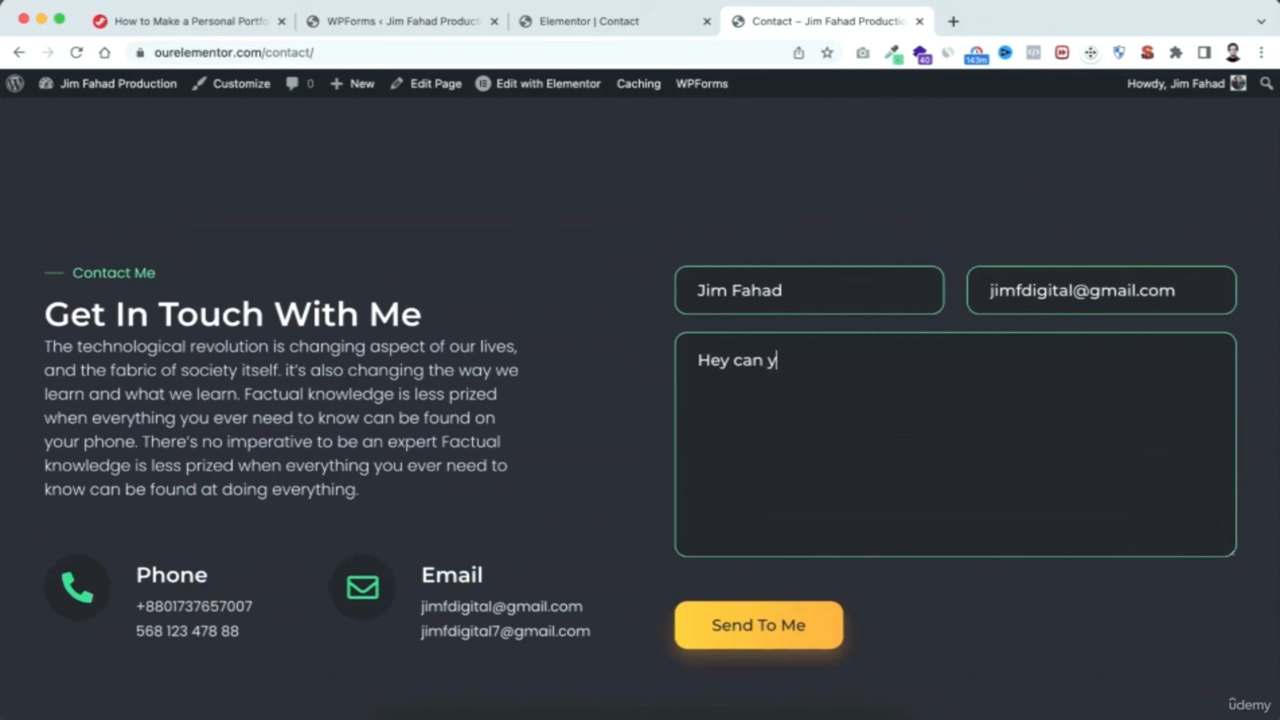 How to Make a Personal Portfo
WPForms ‹ Jim Fahad Product
Elementor | Contact
Contact – Jim Fahad Productio
ourelementor.com/contact/
40
143m
Jim Fahad Production
Customize
0
New
Edit Page
Edit with Elementor
Caching
WPForms
Howdy, Jim Fahad
Contact Me
Get In Touch With Me
The technological revolution is changing aspect of our lives,
and the fabric of society itself. it's also changing the way we
learn and what we learn. Factual knowledge is less prized
when everything you ever need to know can be found on
your phone. There's no imperative to be an expert Factual
knowledge is less prized when everything you ever need to
know can be found at doing everything.
Phone
+8801737657007
568 123 478 88
Email
jimfdigital@gmail.com
jimfdigital7@gmail.com
Jim Fahad
jimfdigital@gmail.com
Hey can y
Send To Me
ûdemy